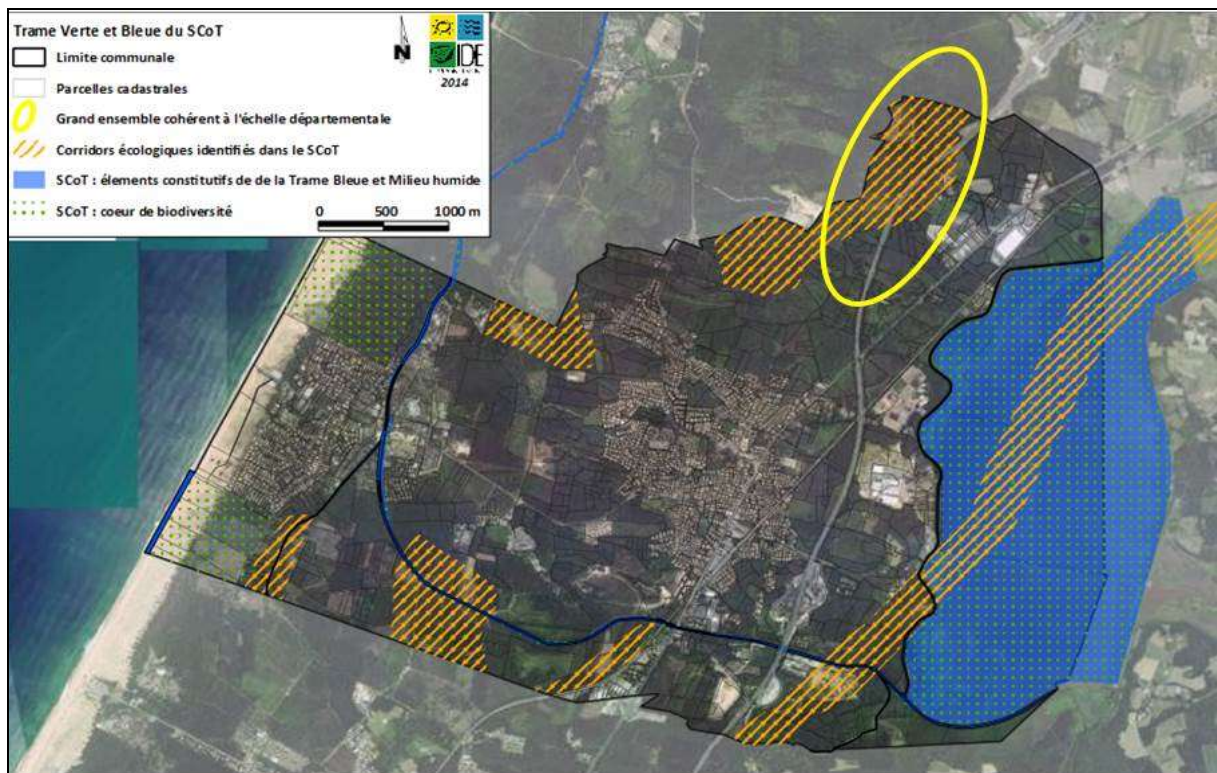 Trame Verte et Bleue du SCoT
N
IDE
2014
Limite communale
Parcelles cadastrales
Grand ensemble cohérent à l'échelle départementale
Corridors écologiques identifiés dans le SCoT
SCoT : élements constitutifs de de la Trame Bleue et Milieu humide
SCoT : coeur de biodiversité
0 500 1000 m